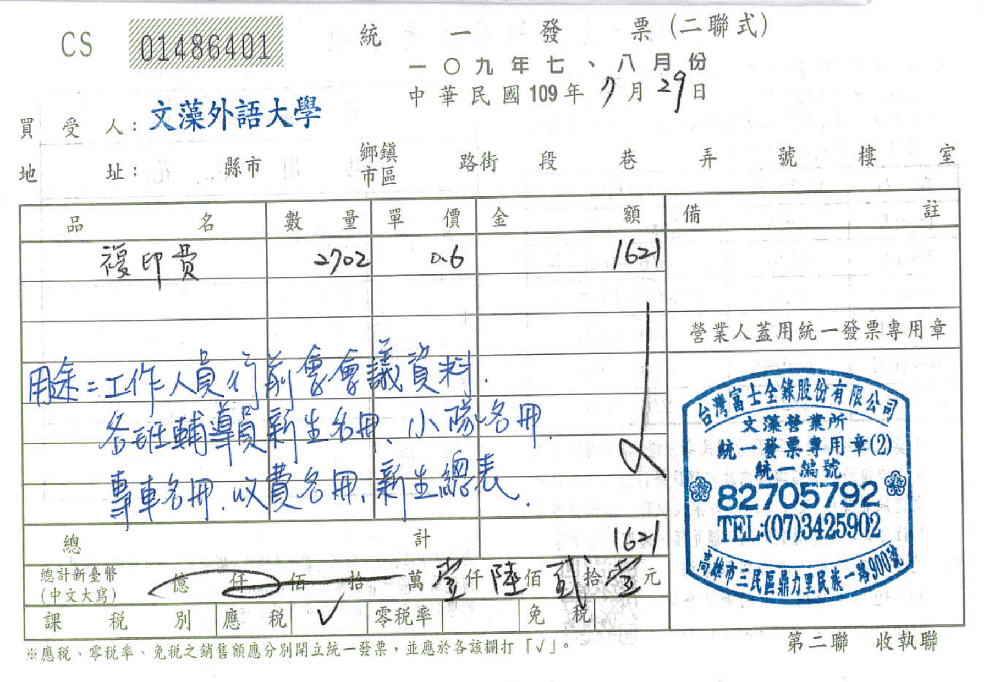 CS 01486401
統一發票(二聯式)
一〇九年七、八月份
中華民國109年7月29日
買受人：文藻外語大學
地址： 縣市 鄉鎮市區 路街 段 巷 弄 號 樓 室
品名 數量 單價 金額 備註
複印費 2702 0.6 1621
營業人蓋用統一發票專用章
用途：工作人員行前會會議資料.
各班輔導員新生名冊、小隊名冊.
專車名冊.收費名冊、新生總表.
台灣富士全錄股份有限公司
文藻營業所
統一發票專用章(2)
統一編號
82705792
TEL:(07)3425902
高雄市三民區鼎力里民族一路900號
總計 1621
總計新臺幣
(中文大寫) 億仟佰拾萬壹仟陸佰貳拾壹元
課稅別 應稅 ✓ 零稅率 免稅
※應稅、零稅率、免稅之銷售額應分別開立統一發票，並應於各該欄打「√」。
第二聯 收執聯